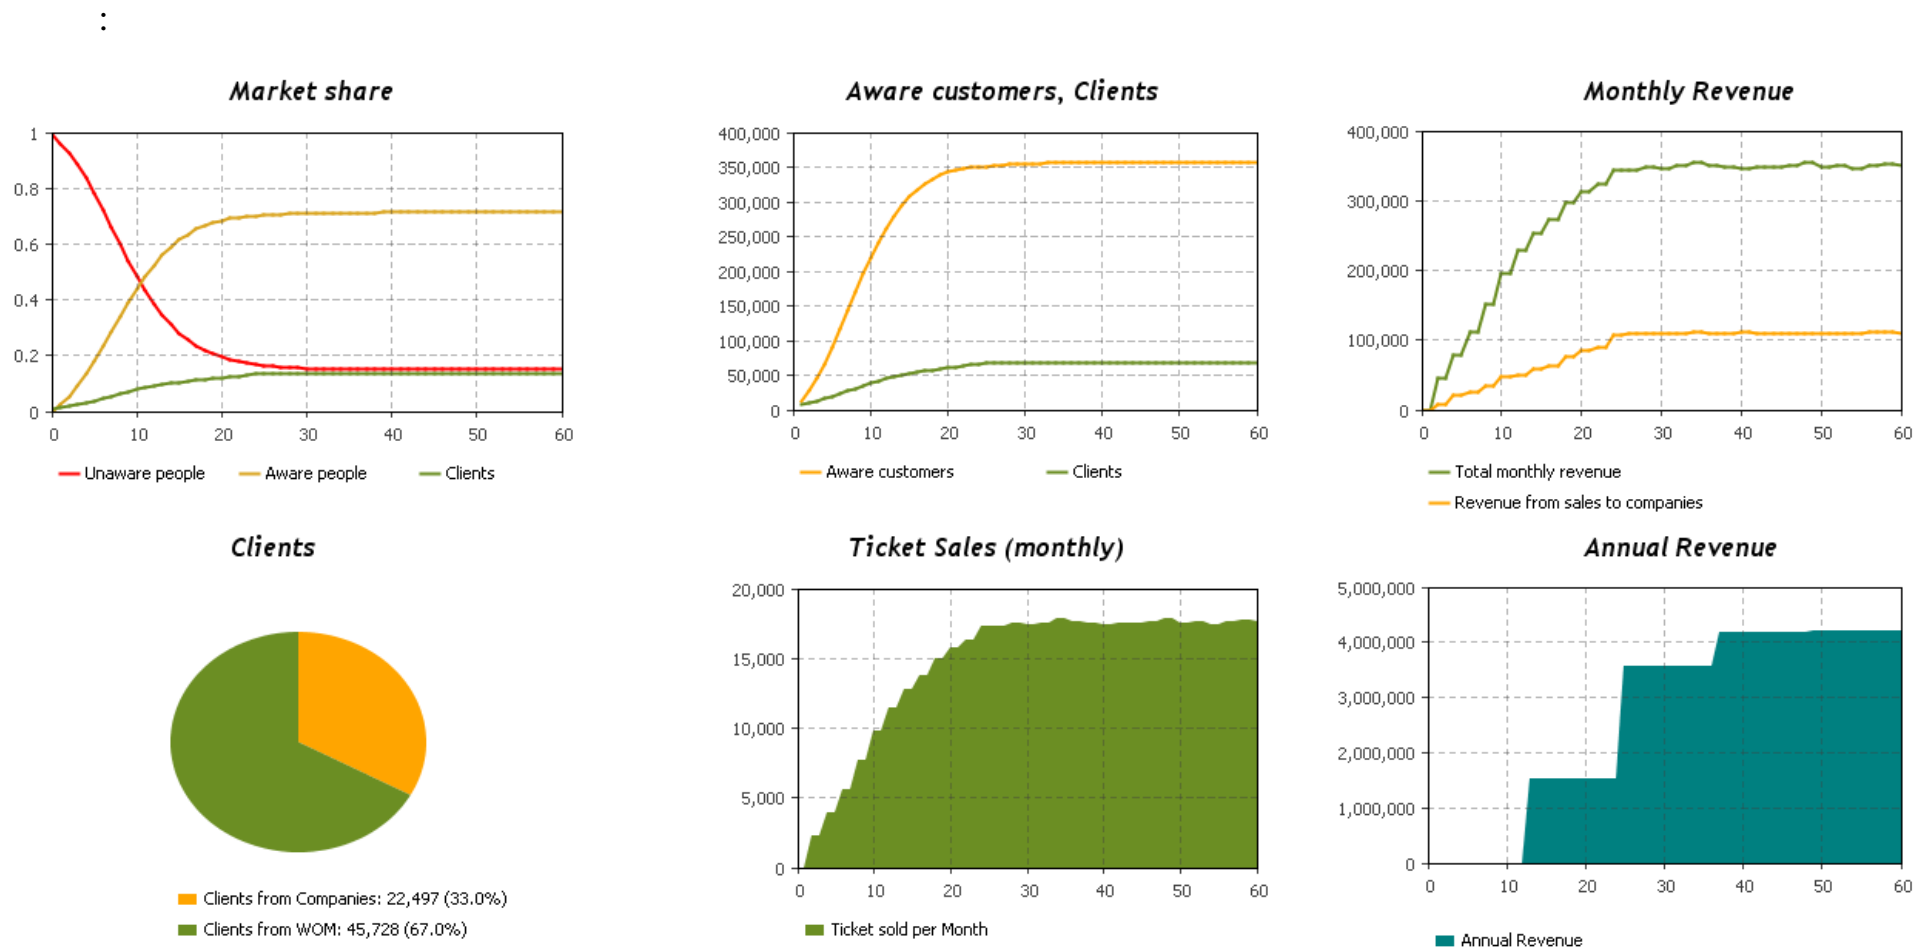 :
Market share
1
0.8
0.6
0.4
0.2
0
0 10 20 30 40 50 60
Unaware people Aware people Clients
Aware customers, Clients
400,000
350,000
300,000
250,000
200,000
150,000
100,000
50,000
0
0 10 20 30 40 50 60
Aware customers Clients
Monthly Revenue
400,000
300,000
200,000
100,000
0
0 10 20 30 40 50 60
Total monthly revenue
Revenue from sales to companies
Clients
Clients from Companies: 22,497 (33.0%)
Clients from WOM: 45,728 (67.0%)
Ticket Sales (monthly)
20,000
15,000
10,000
5,000
0
0 10 20 30 40 50 60
Ticket sold per Month
Annual Revenue
5,000,000
4,000,000
3,000,000
2,000,000
1,000,000
0
0 10 20 30 40 50 60
Annual Revenue